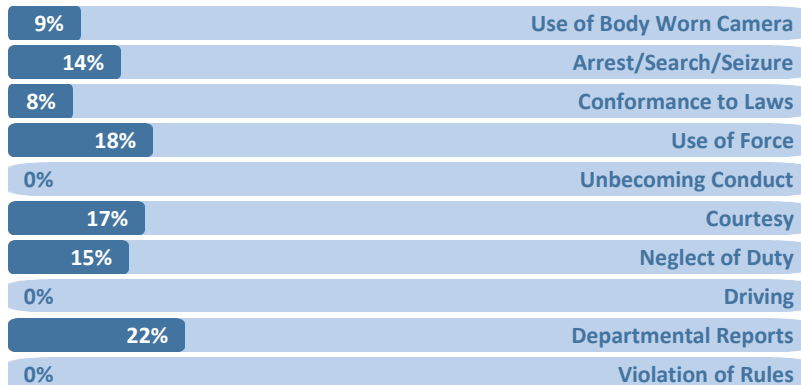 9% Use of Body Worn Camera
14% Arrest/Search/Seizure
8% Conformance to Laws
18% Use of Force
0% Unbecoming Conduct
17% Courtesy
15% Neglect of Duty
0% Driving
22% Departmental Reports
0% Violation of Rules